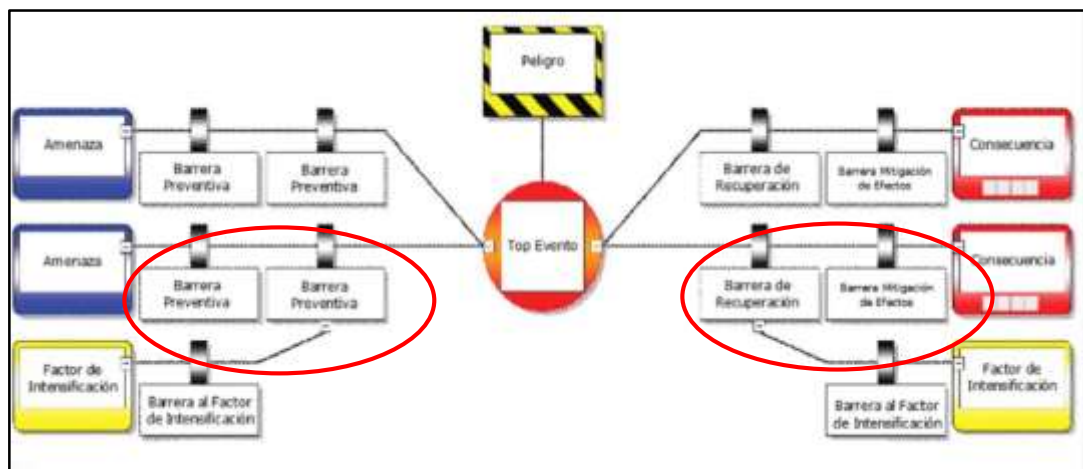 Peligro
Amenaza
Barrera
Preventiva
Barrera
Preventiva
Barrera de
Recuperación
Barrera Mitigación
de Efectos
Consecuencia
Top Evento
Amenaza
Barrera
Preventiva
Barrera
Preventiva
Barrera de
Recuperación
Barrera Mitigación
de Efectos
Consecuencia
Factor de
Intensificación
Barrera al Factor
de Intensificación
Barrera al Factor
de Intensificación
Factor de
Intensificación